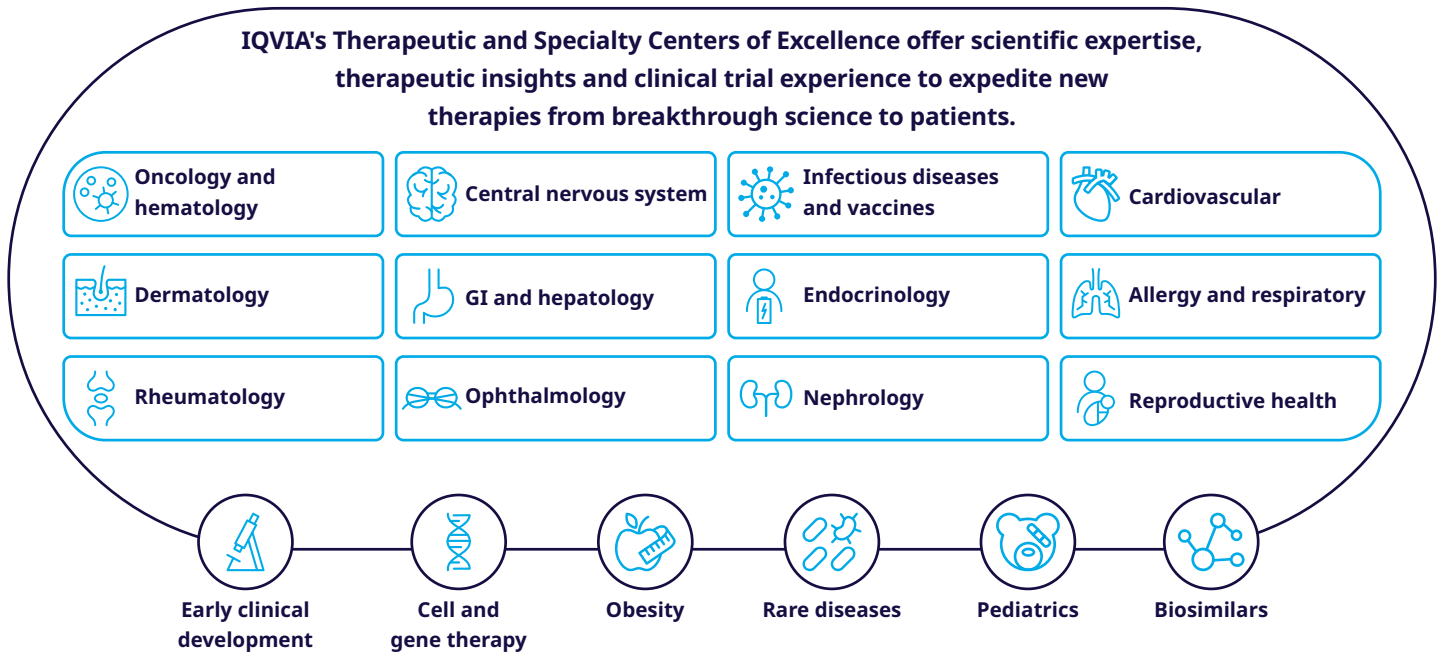 IQVIA's Therapeutic and Specialty Centers of Excellence offer scientific expertise,
therapeutic insights and clinical trial experience to expedite new
therapies from breakthrough science to patients.
Oncology and
hematology
Central nervous system
Infectious diseases
and vaccines
Cardiovascular
Dermatology
GI and hepatology
Endocrinology
Allergy and respiratory
Rheumatology
Ophthalmology
Nephrology
Reproductive health
Early clinical
development
Cell and
gene therapy
Obesity
Rare diseases
Pediatrics
Biosimilars